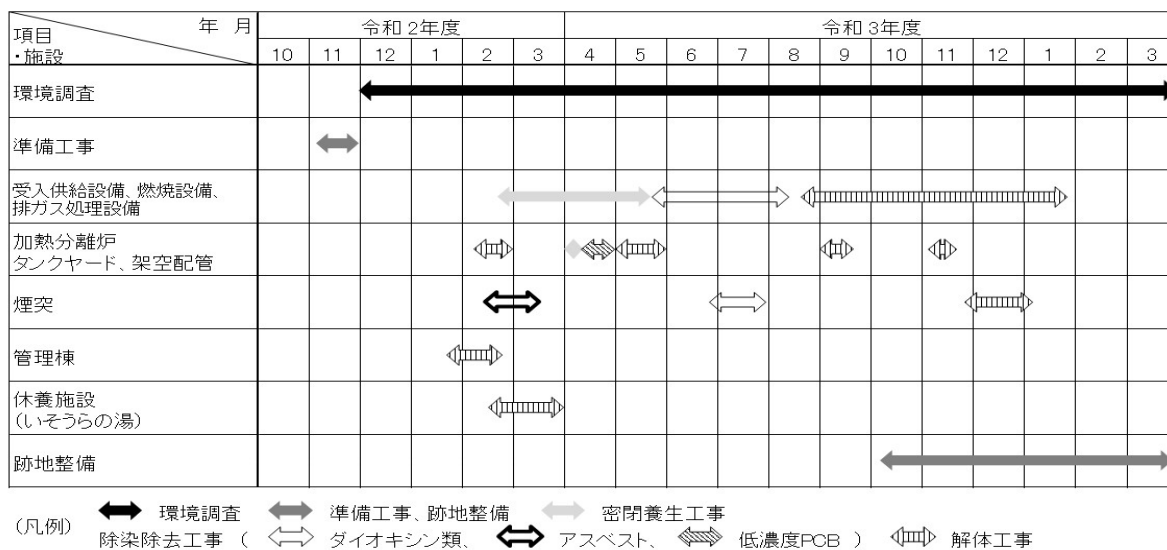 年 月
項目
・施設
令和2年度 令和3年度
10 11 12 1 2 3 4 5 6 7 8 9 10 11 12 1 2 3
環境調査
準備工事
受入供給設備、燃焼設備、
排ガス処理設備
加熱分離炉
タンクヤード、架空配管
煙突
管理棟
休養施設
(いそうらの湯)
跡地整備
(凡例) 環境調査 準備工事、跡地整備 密閉養生工事
除染除去工事 ( ダイオキシン類、 アスベスト、 低濃度PCB ) 解体工事